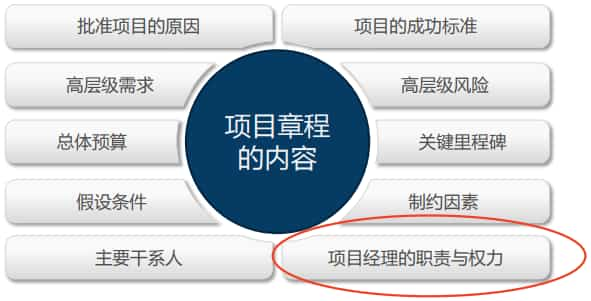 批准项目的原因
项目的成功标准
高层级需求
高层级风险
项目章程
的内容
总体预算
关键里程碑
假设条件
制约因素
主要干系人
项目经理的职责与权力